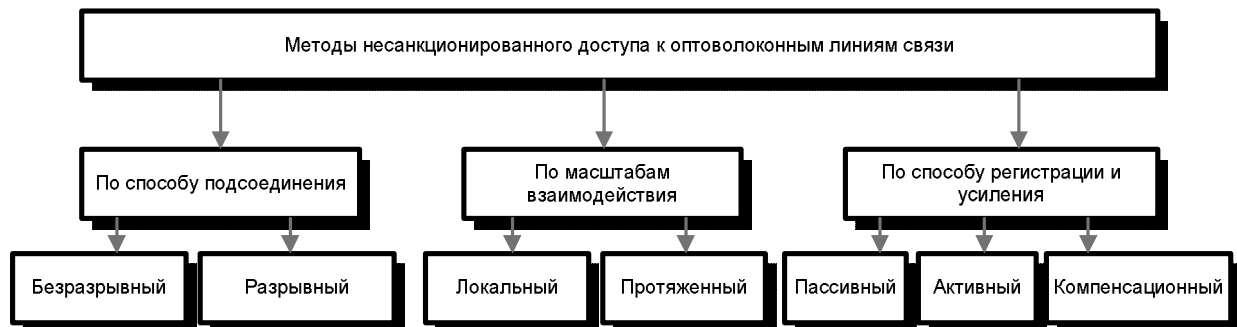 Методы несанкционированного доступа к оптоволоконным линиям связи
По способу подсоединения
По масштабам
взаимодействия
По способу регистрации и
усиления
Безразрывный
Разрывный
Локальный
Протяженный
Пассивный
Активный
Компенсационный